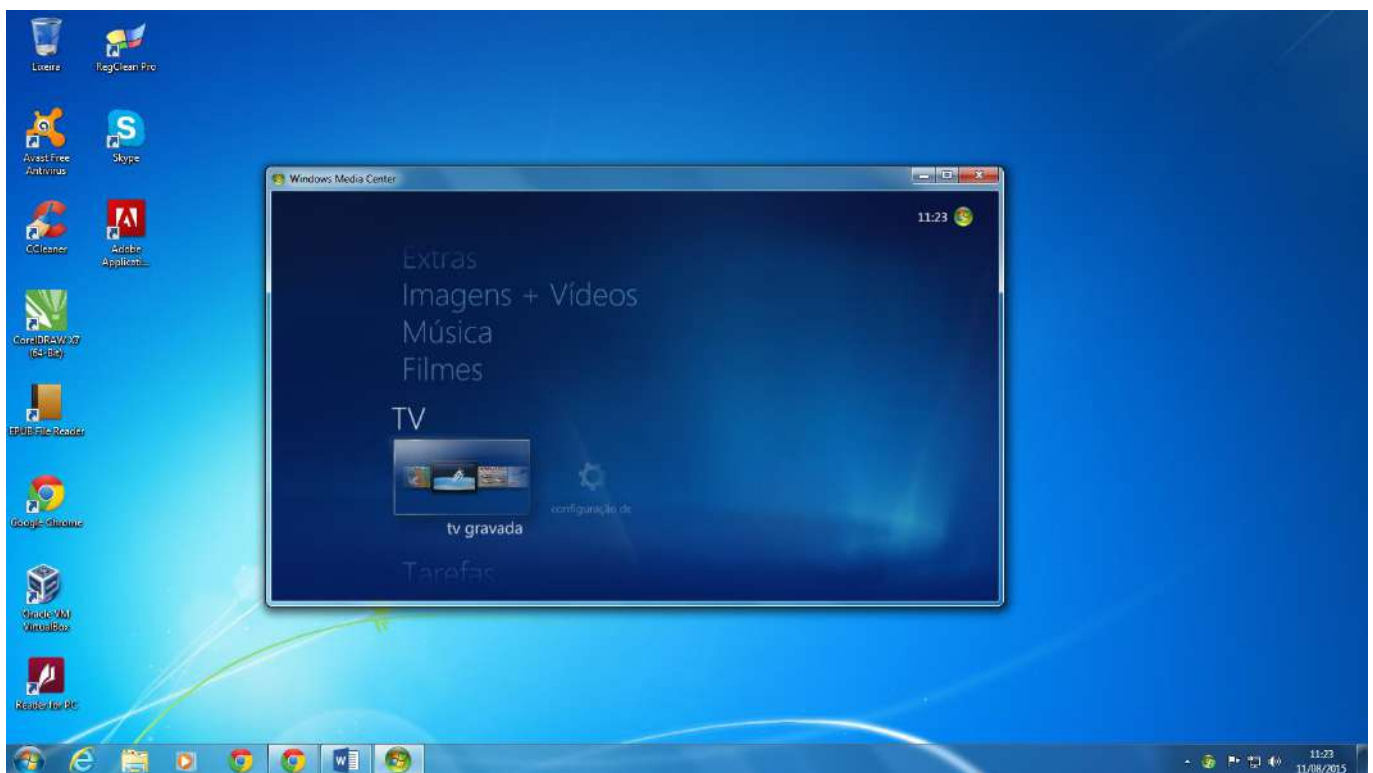 Lixeira
RegClean Pro
Avast Free
Antivirus
Skype
CCleaner
Adobe
Applicati...
CorelDRAW X7
(64-Bit)
EPUB File Reader
Google Chrome
Oracle VM
VirtualBox
Reader for PC
Windows Media Center
11:23
Extras
Imagens + Vídeos
Música
Filmes
TV
tv gravada
configuração de
Tarefas
11:23
11/08/2015